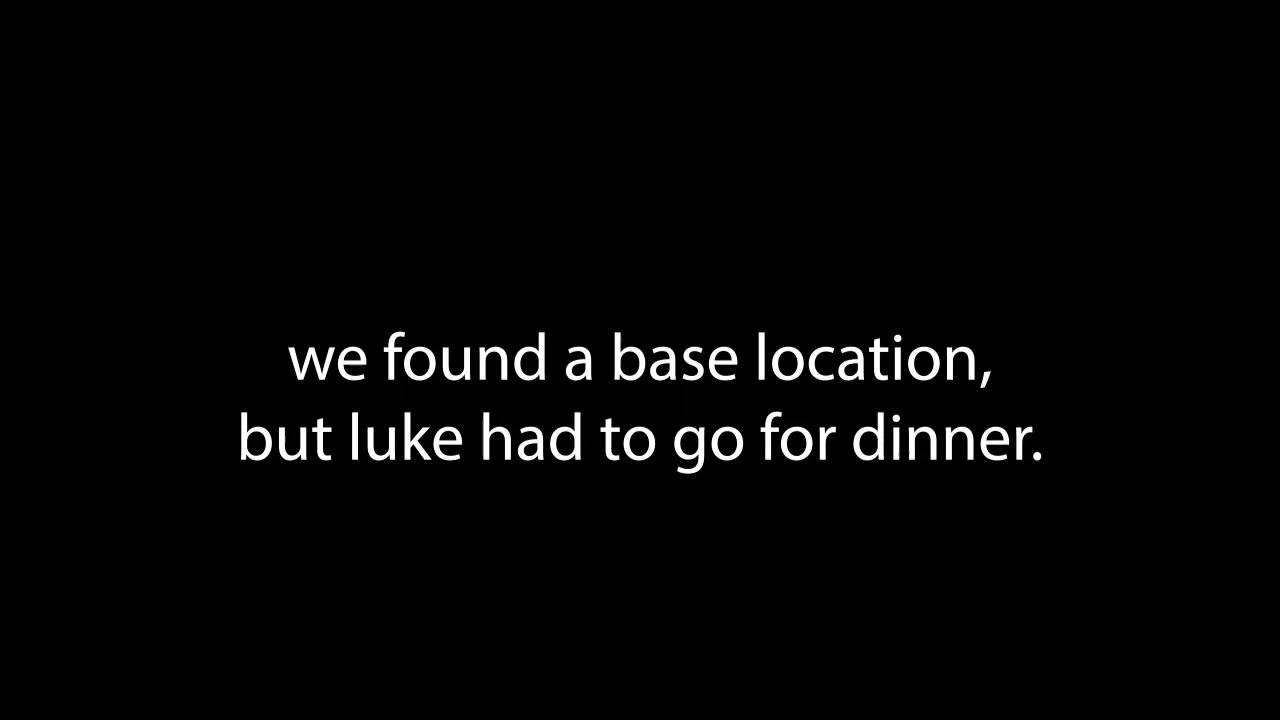 we found a base location,
but luke had to go for dinner.